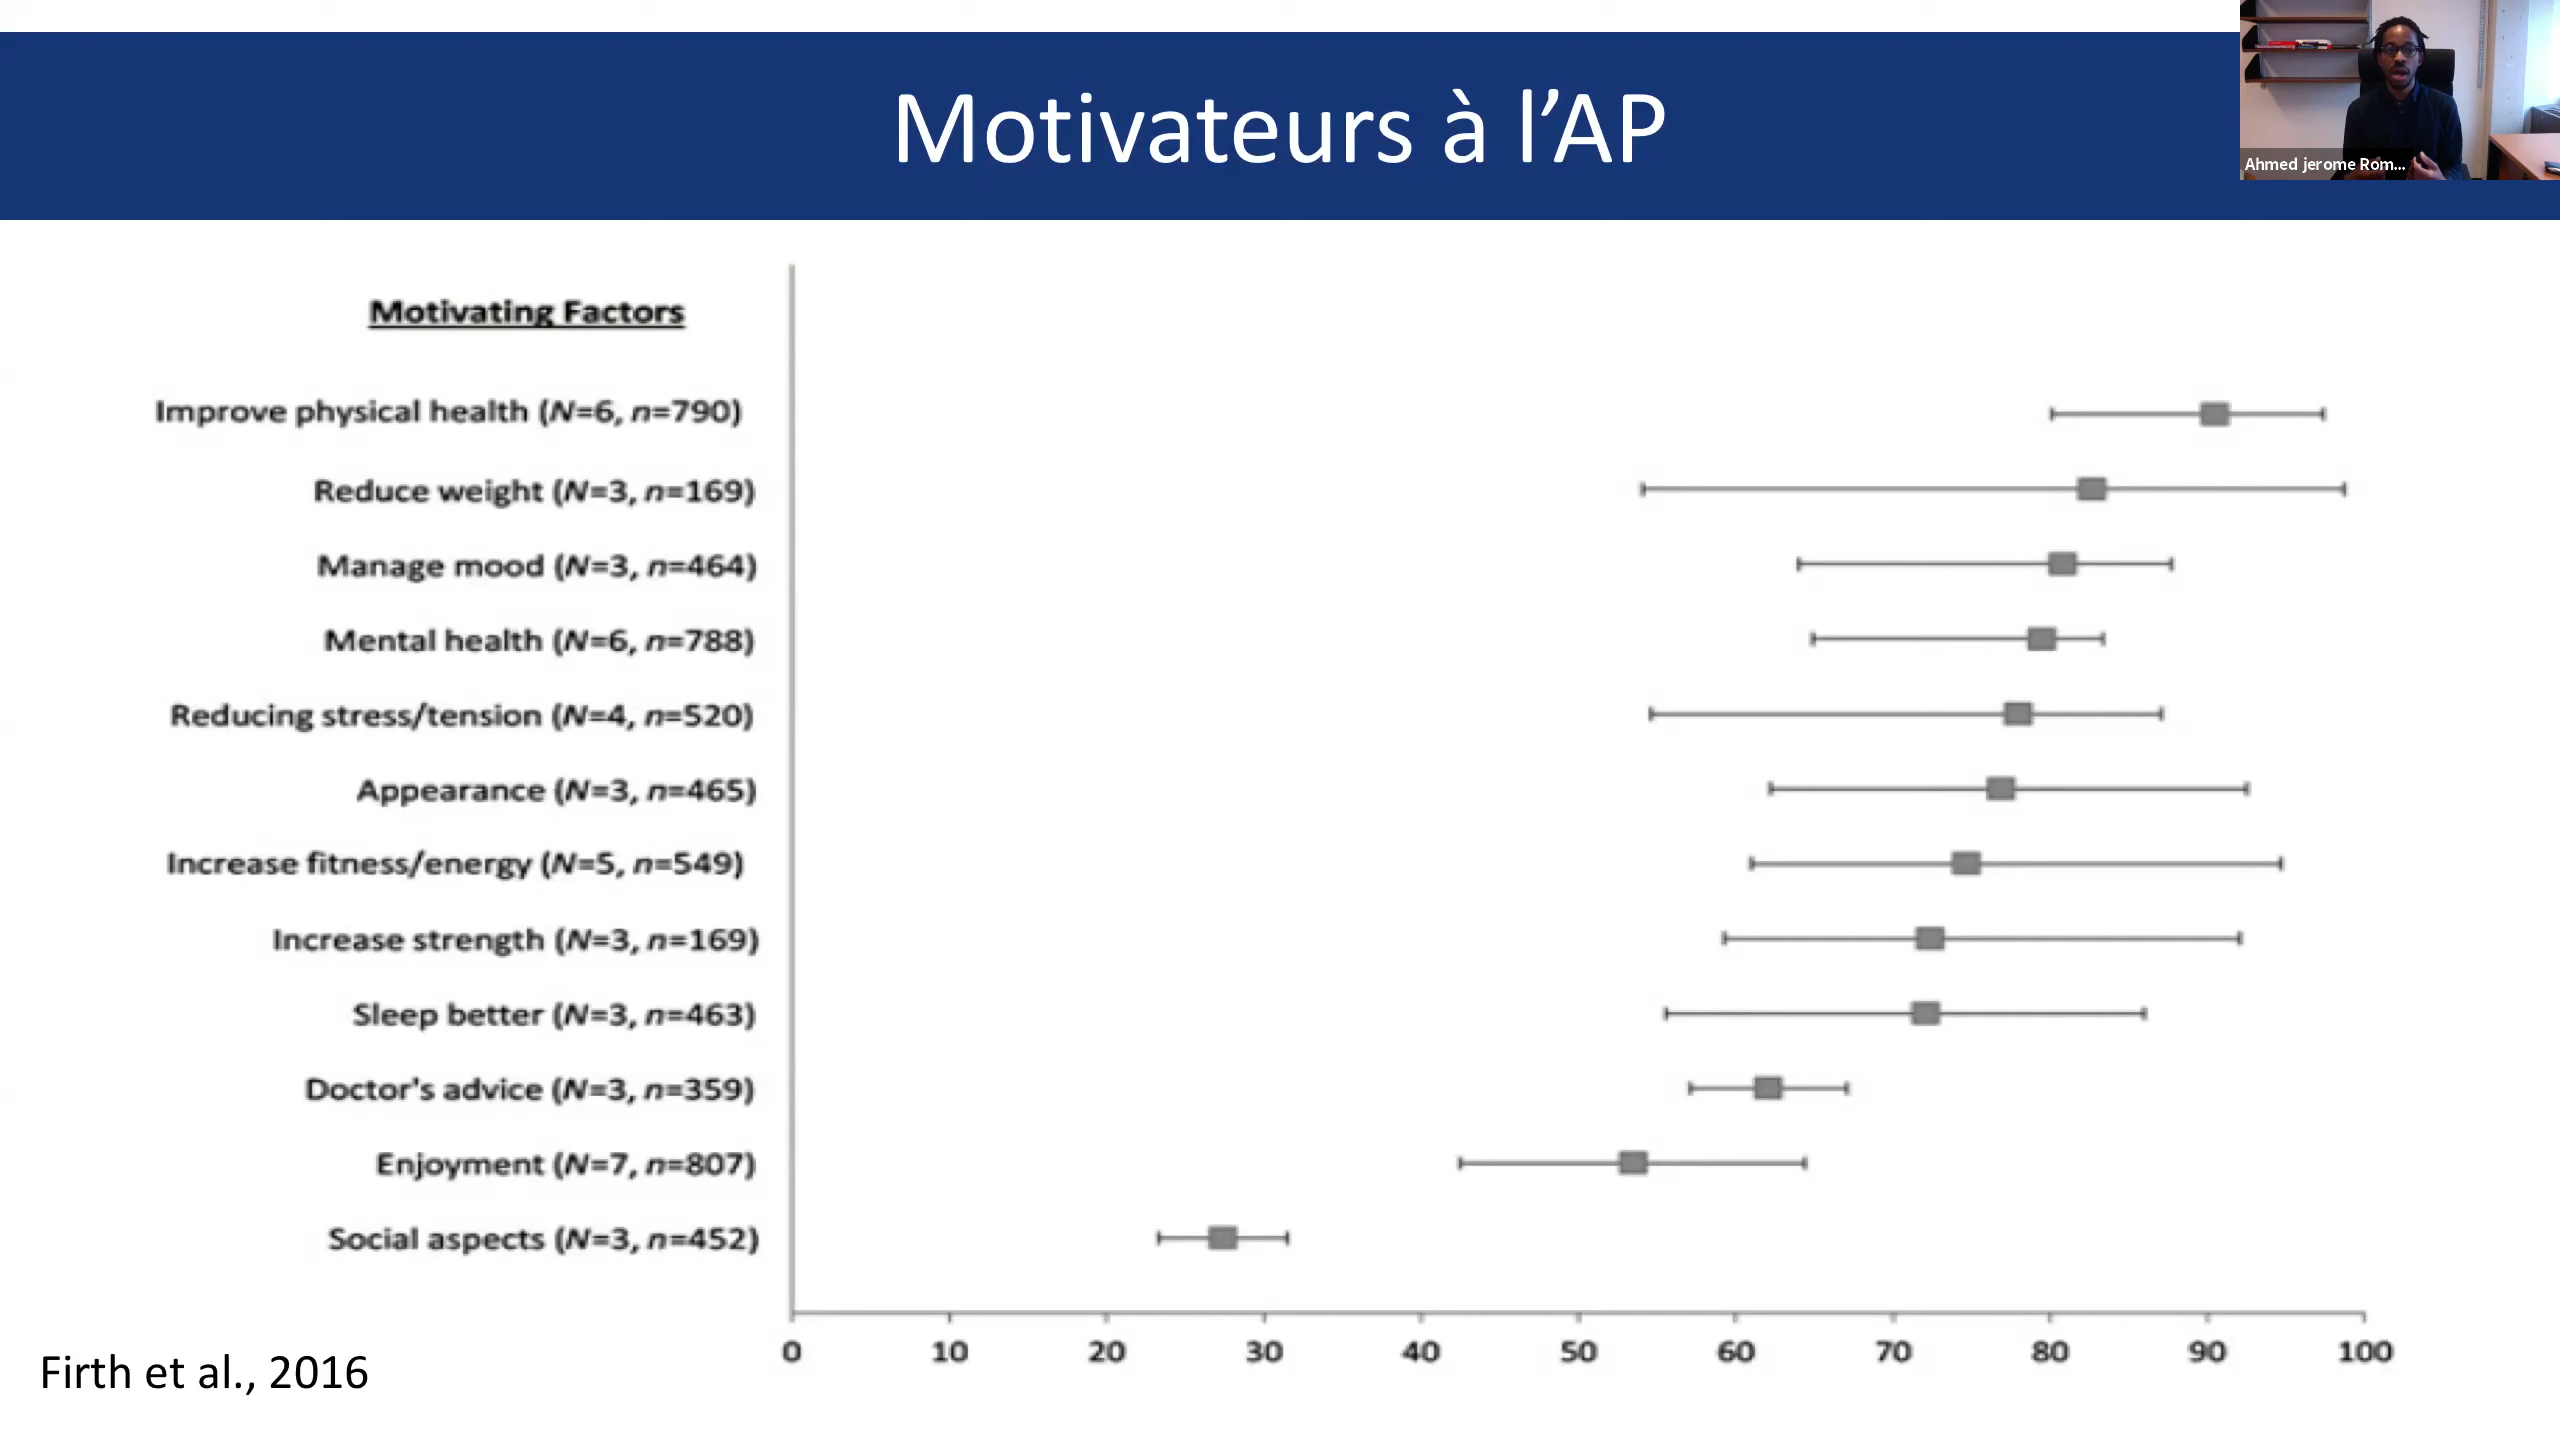 Motivateurs à l’AP
Ahmed jerome Rom...
Motivating Factors
Improve physical health (N=6, n=790)
Reduce weight (N=3, n=169)
Manage mood (N=3, n=464)
Mental health (N=6, n=788)
Reducing stress/tension (N=4, n=520)
Appearance (N=3, n=465)
Increase fitness/energy (N=5, n=549)
Increase strength (N=3, n=169)
Sleep better (N=3, n=463)
Doctor's advice (N=3, n=359)
Enjoyment (N=7, n=807)
Social aspects (N=3, n=452)
0 10 20 30 40 50 60 70 80 90 100
Firth et al., 2016